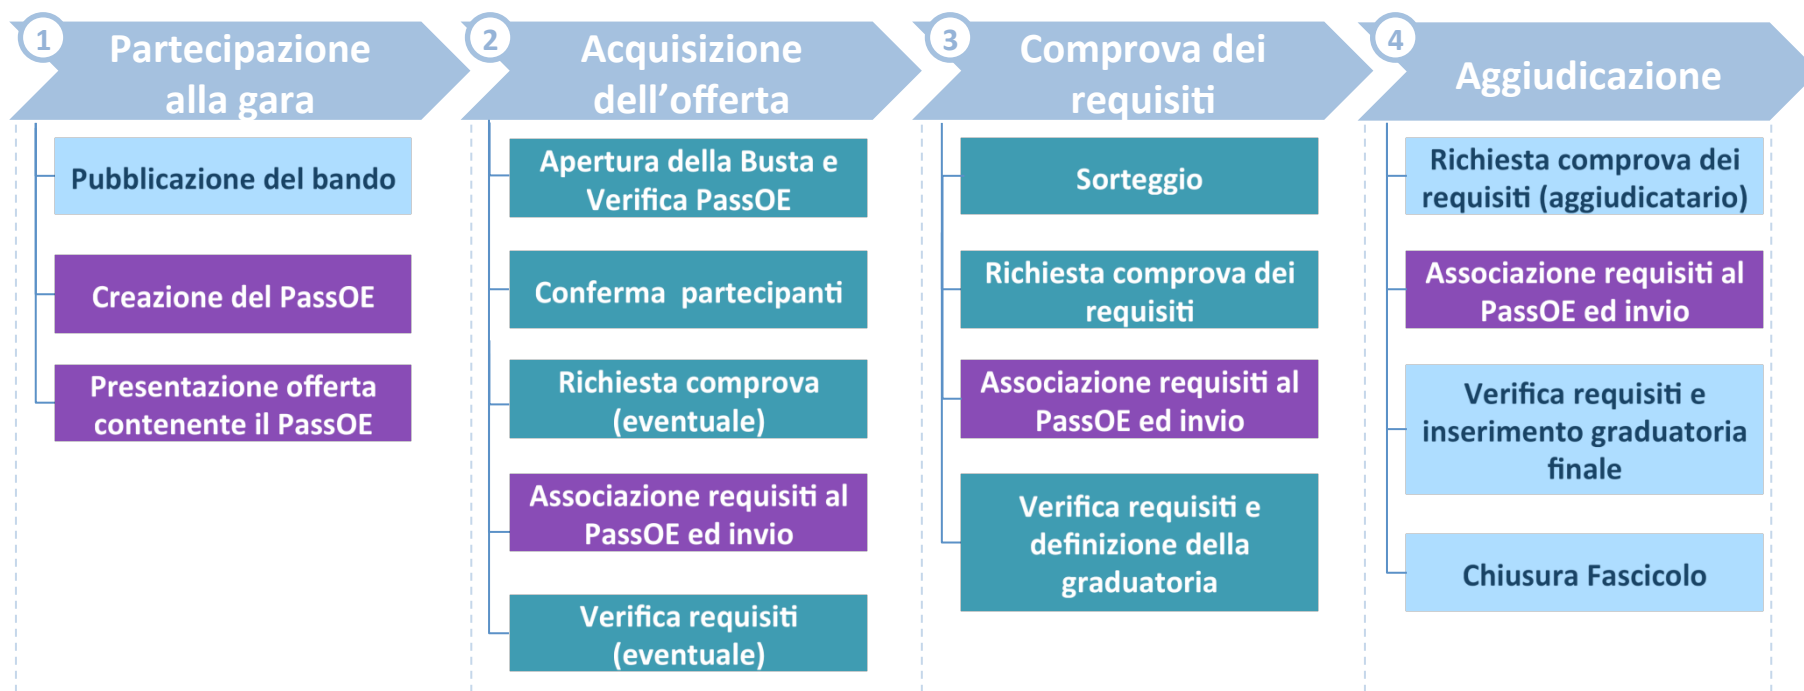 1
Partecipazione
alla gara
Pubblicazione del bando
Creazione del PassOE
Presentazione offerta
contenente il PassOE
2
Acquisizione
dell'offerta
Apertura della Busta e
Verifica PassOE
Conferma partecipanti
Richiesta comprova
(eventuale)
Associazione requisiti al
PassOE ed invio
Verifica requisiti
(eventuale)
3
Comprova dei
requisiti
Sorteggio
Richiesta comprova dei
requisiti
Associazione requisiti al
PassOE ed invio
Verifica requisiti e
definizione della
graduatoria
4
Aggiudicazione
Richiesta comprova dei
requisiti (aggiudicatario)
Associazione requisiti al
PassOE ed invio
Verifica requisiti e
inserimento graduatoria
finale
Chiusura Fascicolo